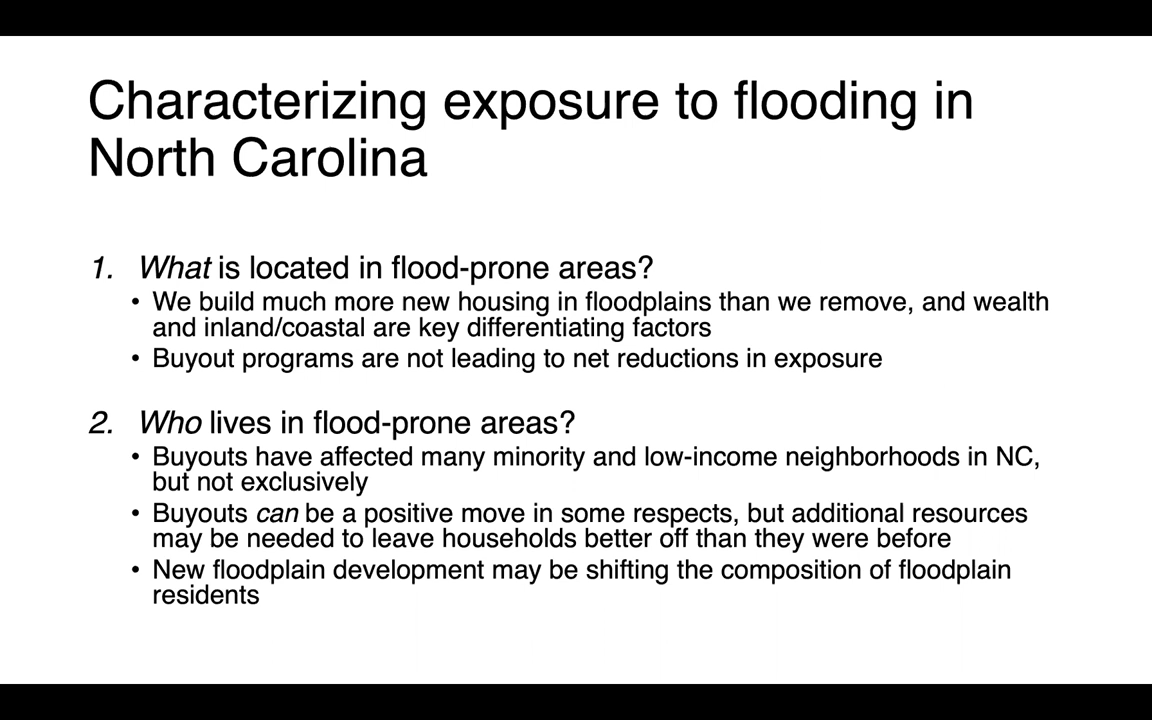 Characterizing exposure to flooding in
North Carolina
1. What is located in flood-prone areas?
• We build much more new housing in floodplains than we remove, and wealth
and inland/coastal are key differentiating factors
• Buyout programs are not leading to net reductions in exposure
2. Who lives in flood-prone areas?
• Buyouts have affected many minority and low-income neighborhoods in NC,
but not exclusively
• Buyouts can be a positive move in some respects, but additional resources
may be needed to leave households better off than they were before
• New floodplain development may be shifting the composition of floodplain
residents